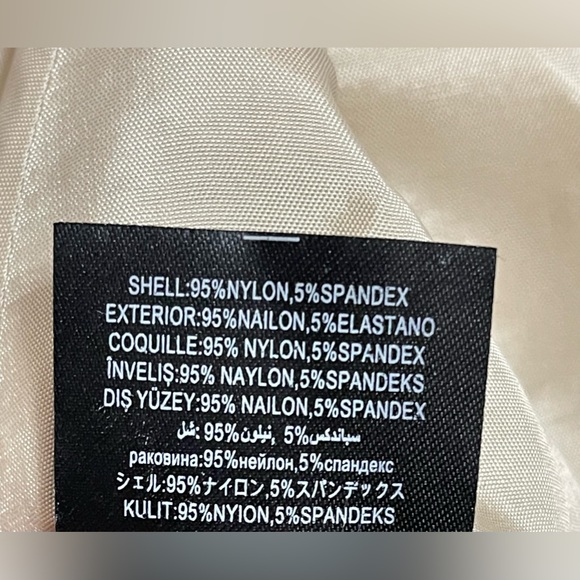 SHELL:95%NYLON,5%SPANDEX
EXTERIOR:95%NAILON,5%ELASTANO
COQUILLE:95% NYLON,5%SPANDEX
ÎNVELIȘ:95% NAYLON,5%SPANDEKS
DIŞ YÜZEY:95% NAILON,5%SPANDEX
شل: 95%نيلون, 5% سباندكس
раковина:95%нейлон,5%спандекс
シェル:95%ナイロン,5%スパンデックス
KULIT:95%NYION,5%SPANDEKS